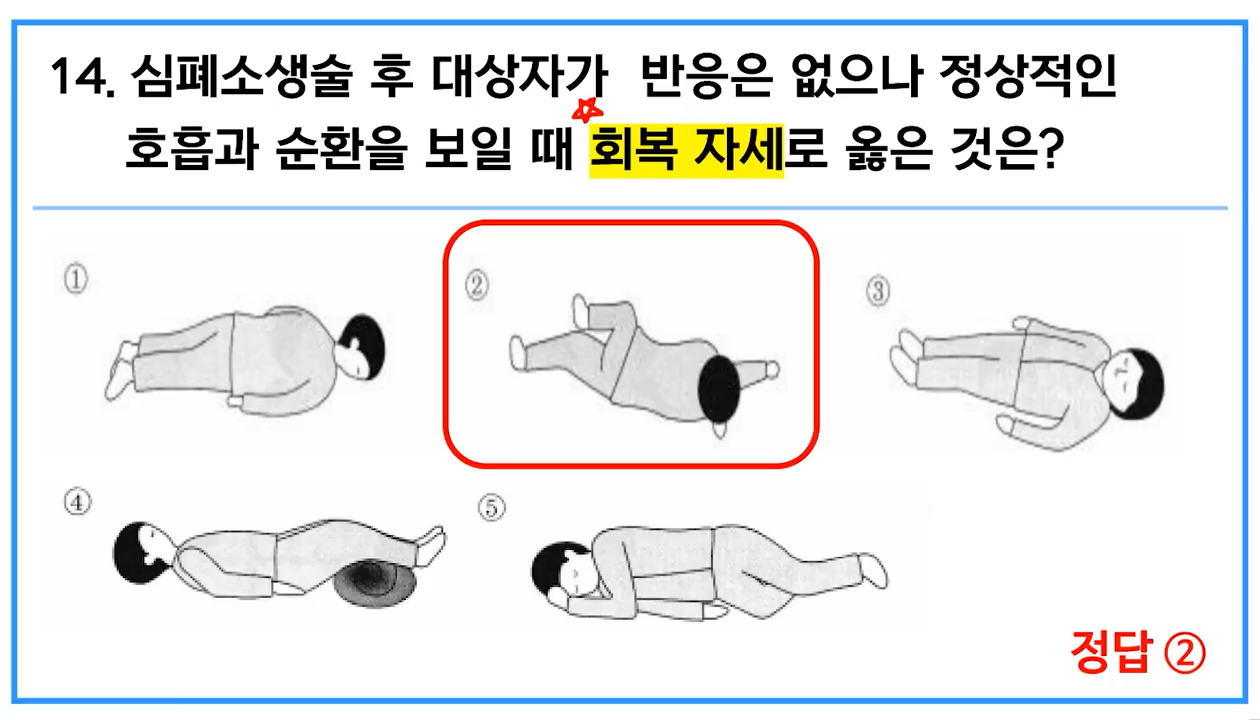 14. 심폐소생술 후 대상자가 반응은 없으나 정상적인
호흡과 순환을 보일 때 회복 자세로 옳은 것은?
①
②
③
④
⑤
정답 ②